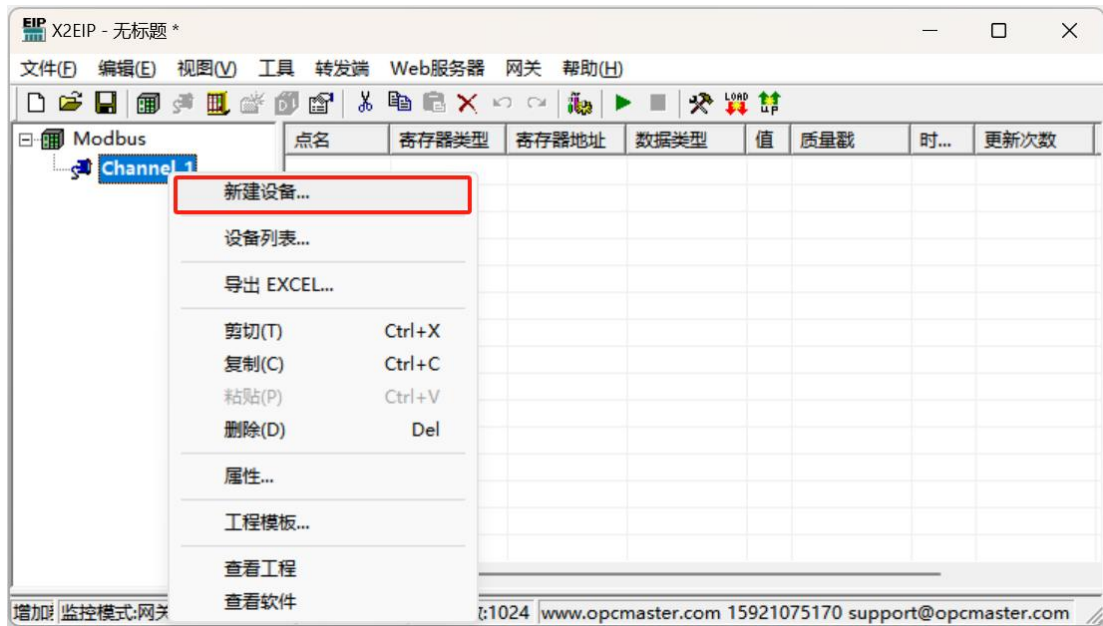 EIP X2EIP - 无标题 *
文件(F) 编辑(E) 视图(V) 工具 转发端 Web服务器 网关 帮助(H)
LOAD UP
Modbus 点名 寄存器类型 寄存器地址 数据类型 值 质量戳 时... 更新次数
Channel_1
新建设备...
设备列表...
导出 EXCEL...
剪切(T) Ctrl+X
复制(C) Ctrl+C
粘贴(P) Ctrl+V
删除(D) Del
属性...
工程模板...
查看工程
查看软件
增加 监控模式:网关 :1024 www.opcmaster.com 15921075170 support@opcmaster.com